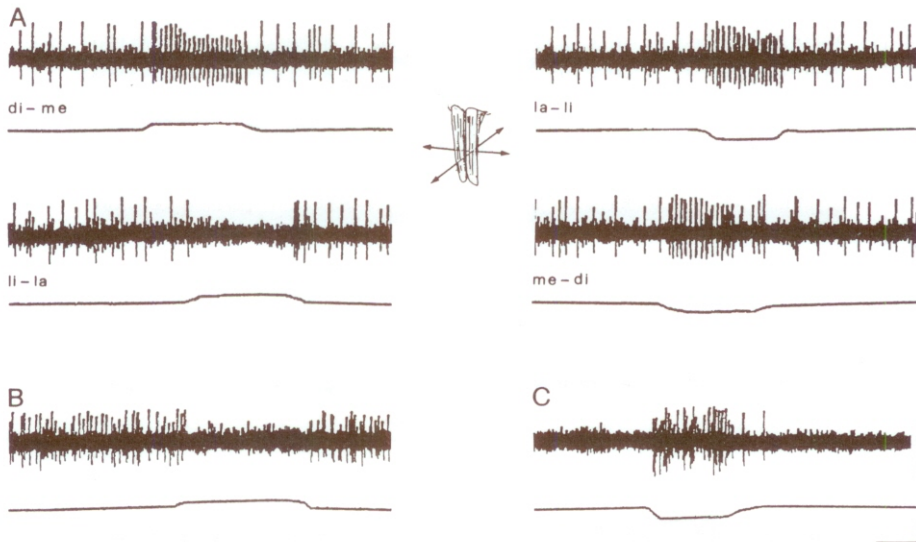 A
di – me
la – li
li – la
me – di
B
C